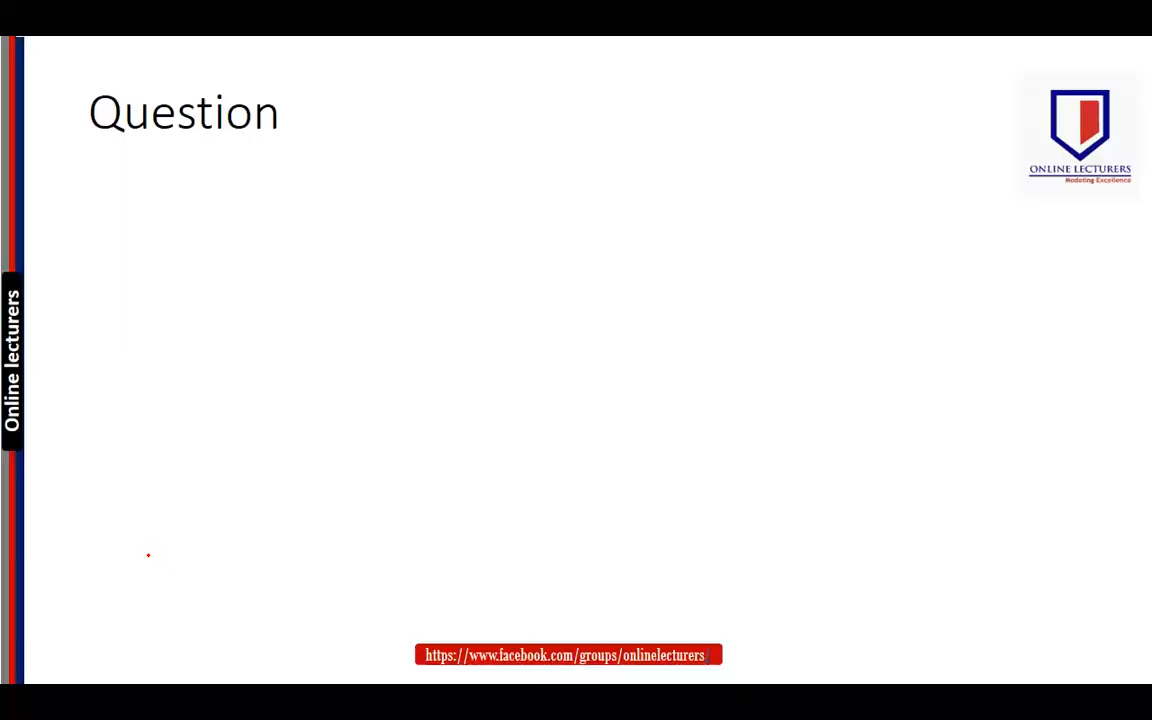 Question
ONLINE LECTURERS
Modeling Excellence
Online lecturers
https://www.facebook.com/groups/onlinelecturers/